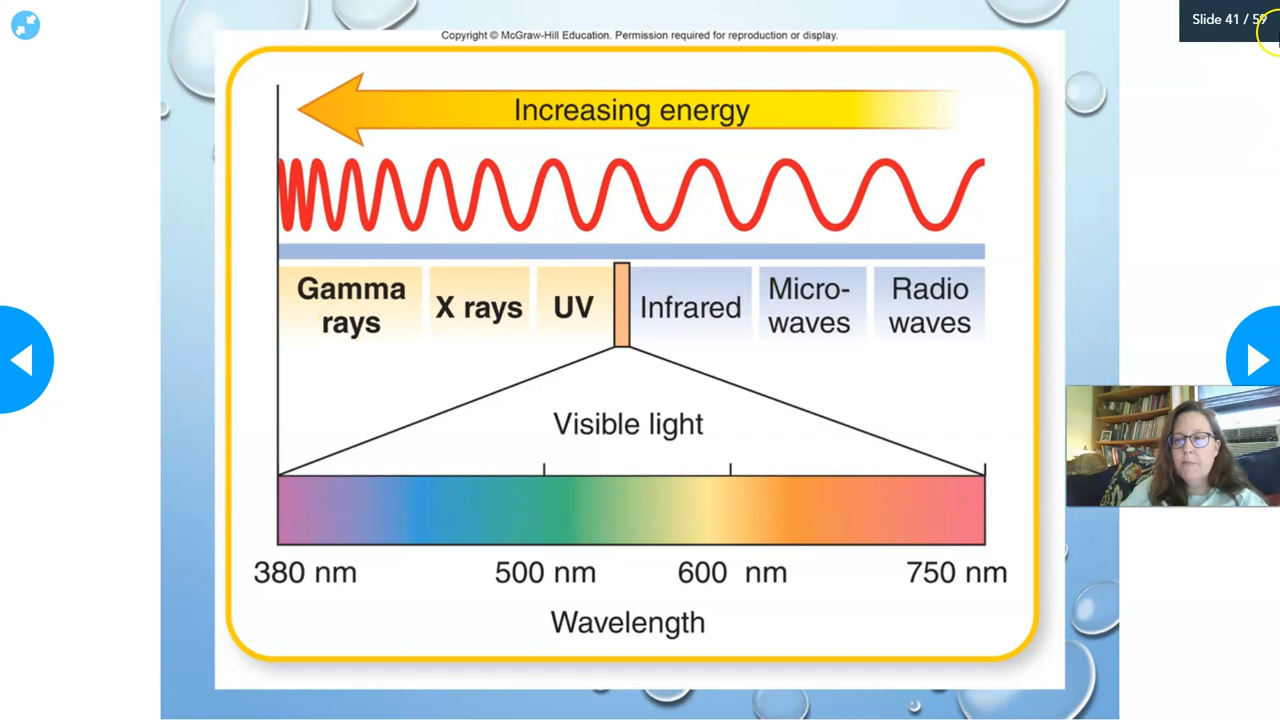 Slide 41 / 59
Copyright © McGraw-Hill Education. Permission required for reproduction or display.
Increasing energy
Gamma rays
X rays
UV
Infrared
Micro-
waves
Radio
waves
Visible light
380 nm
500 nm
600 nm
750 nm
Wavelength